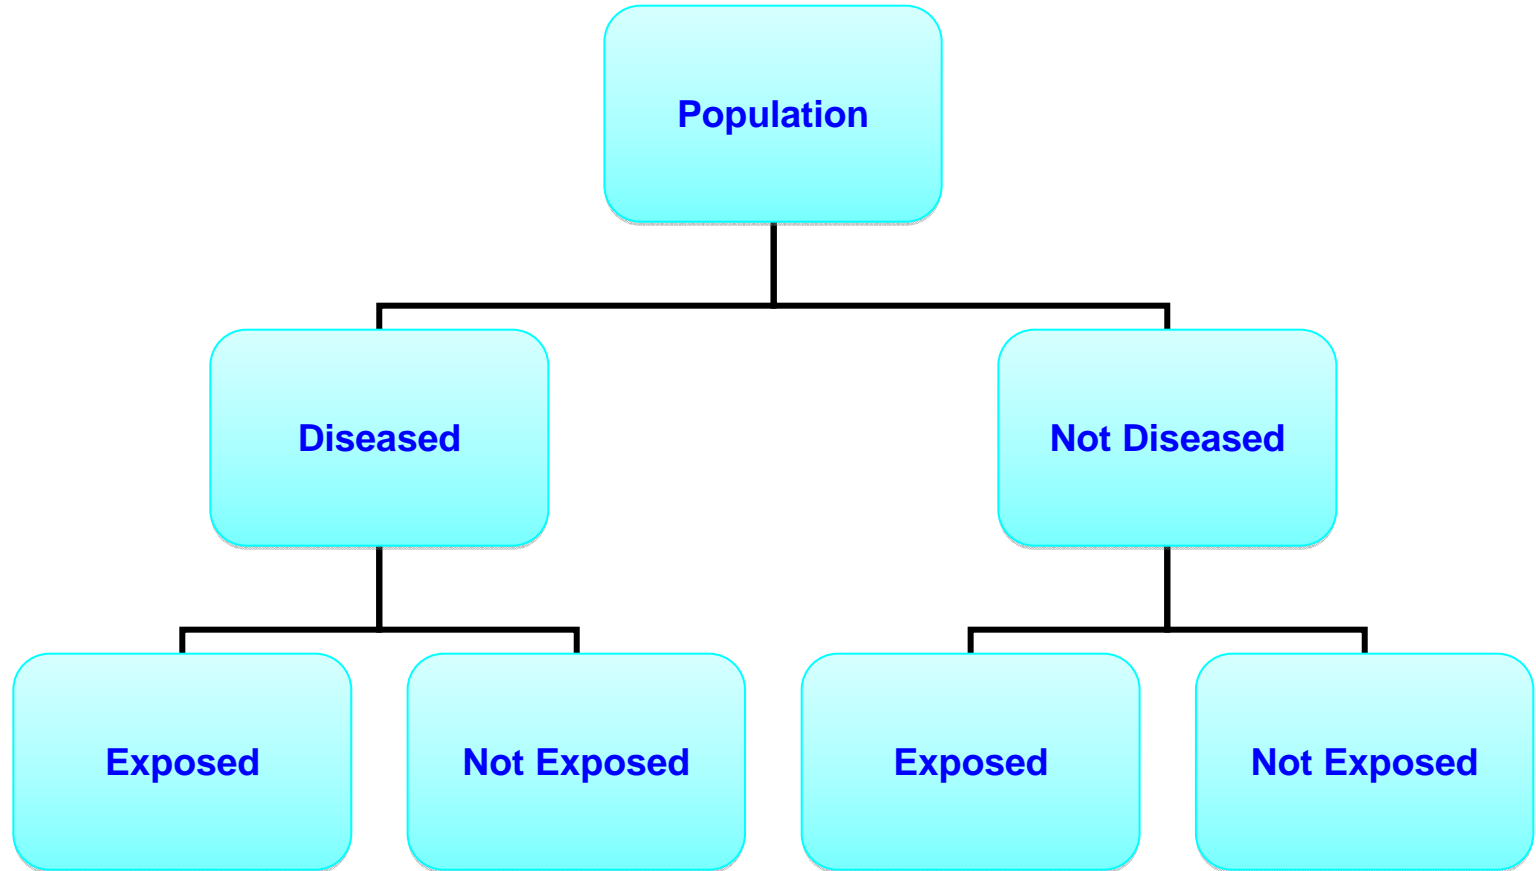 Population
Diseased
Not Diseased
Exposed
Not Exposed
Exposed
Not Exposed